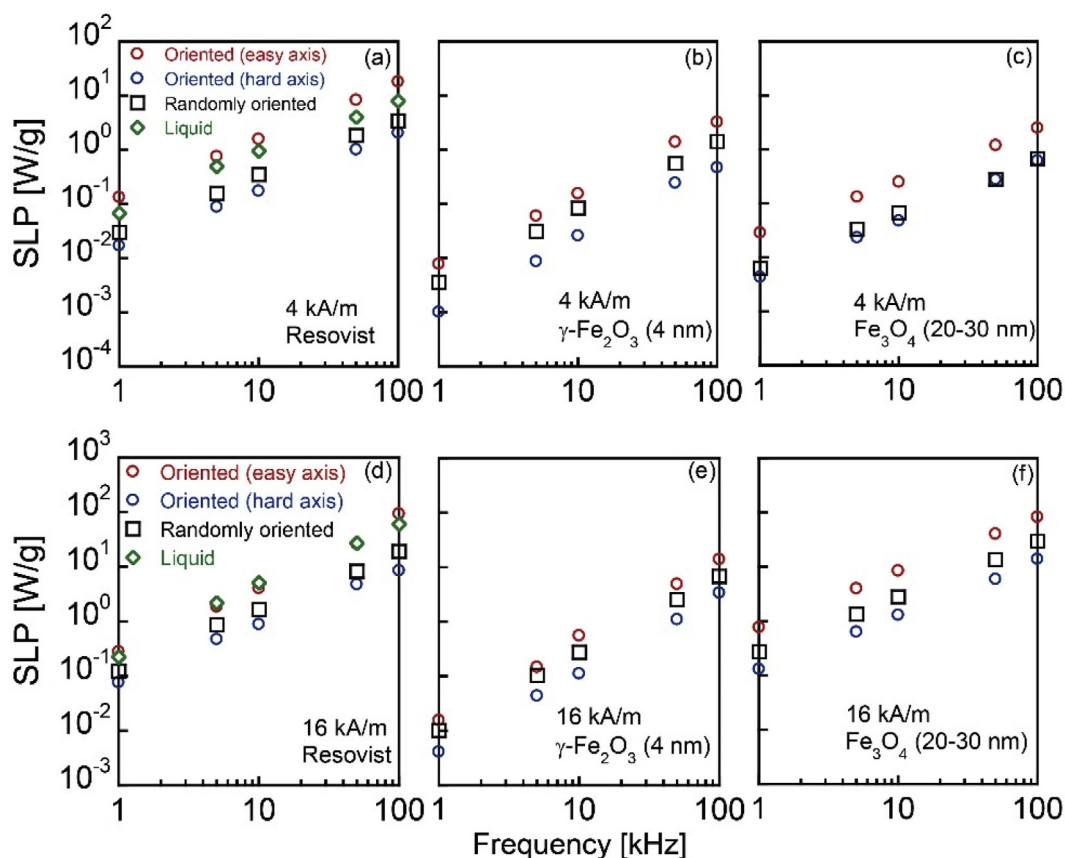 10²
10¹
10⁰
10⁻¹
10⁻²
10⁻³
10⁻⁴
SLP [W/g]
Oriented (easy axis)
Oriented (hard axis)
Randomly oriented
Liquid
(a)
4 kA/m
Resovist
1 10 100
(b)
4 kA/m
γ-Fe₂O₃ (4 nm)
1 10 100
(c)
4 kA/m
Fe₃O₄ (20-30 nm)
1 10 100
10³
10²
10¹
10⁰
10⁻¹
10⁻²
10⁻³
SLP [W/g]
Oriented (easy axis)
Oriented (hard axis)
Randomly oriented
Liquid
(d)
16 kA/m
Resovist
1 10 100
(e)
16 kA/m
γ-Fe₂O₃ (4 nm)
1 10 100
(f)
16 kA/m
Fe₃O₄ (20-30 nm)
1 10 100
Frequency [kHz]